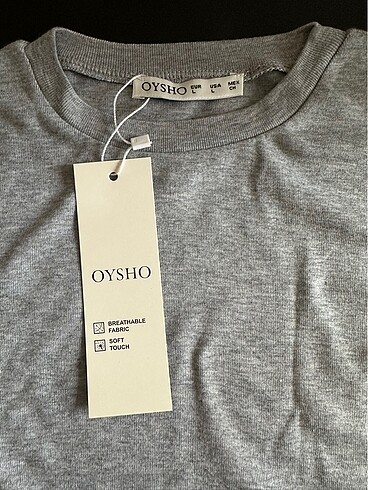 OYSHO EUR L USA L MEX CH
OYSHO
BREATHABLE
FABRIC
SOFT
TOUCH